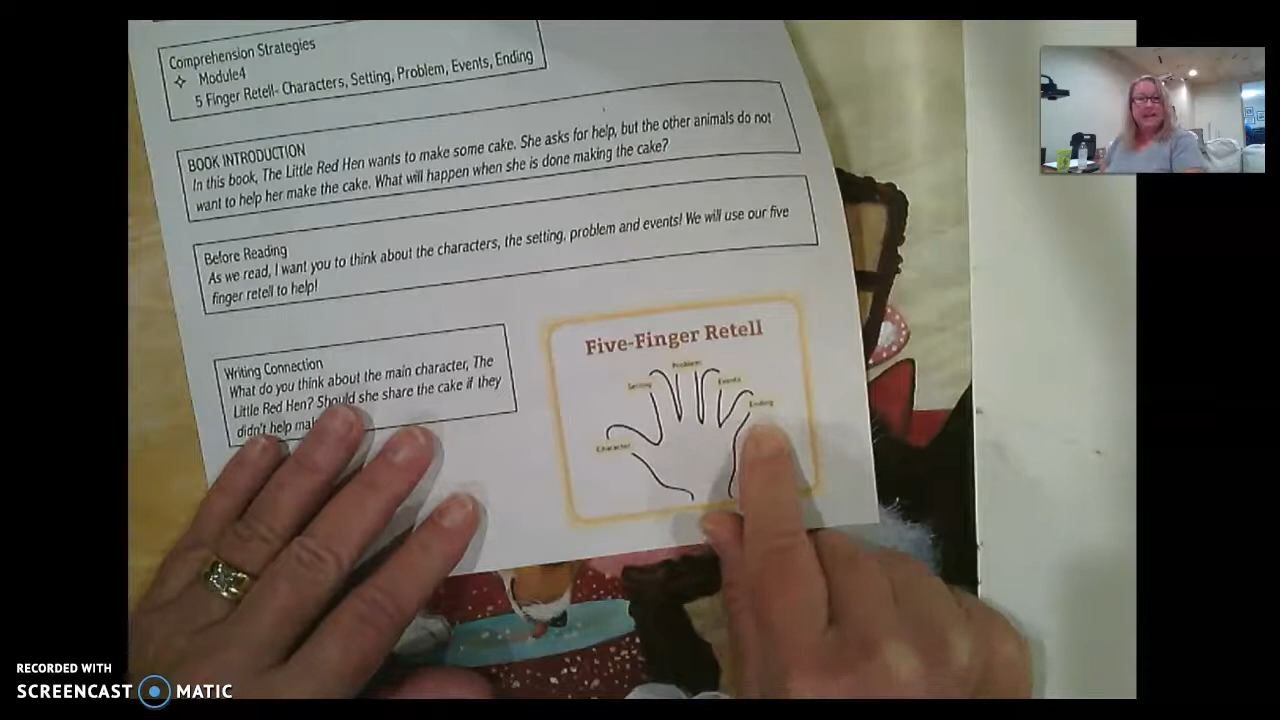 Comprehension Strategies
Module4
5 Finger Retell- Characters, Setting, Problem, Events, Ending
BOOK INTRODUCTION
In this book, The Little Red Hen wants to make some cake. She asks for help, but the other animals do not
want to help her make the cake. What will happen when she is done making the cake?
Before Reading
As we read, I want you to think about the characters, the setting, problem and events! We will use our five
finger retell to help!
Writing Connection
What do you think about the main character, The
Little Red Hen? Should she share the cake if they
didn't help
Five-Finger Retell
Problem
Setting
Events
Ending
Character
RECORDED WITH
SCREENCAST MATIC